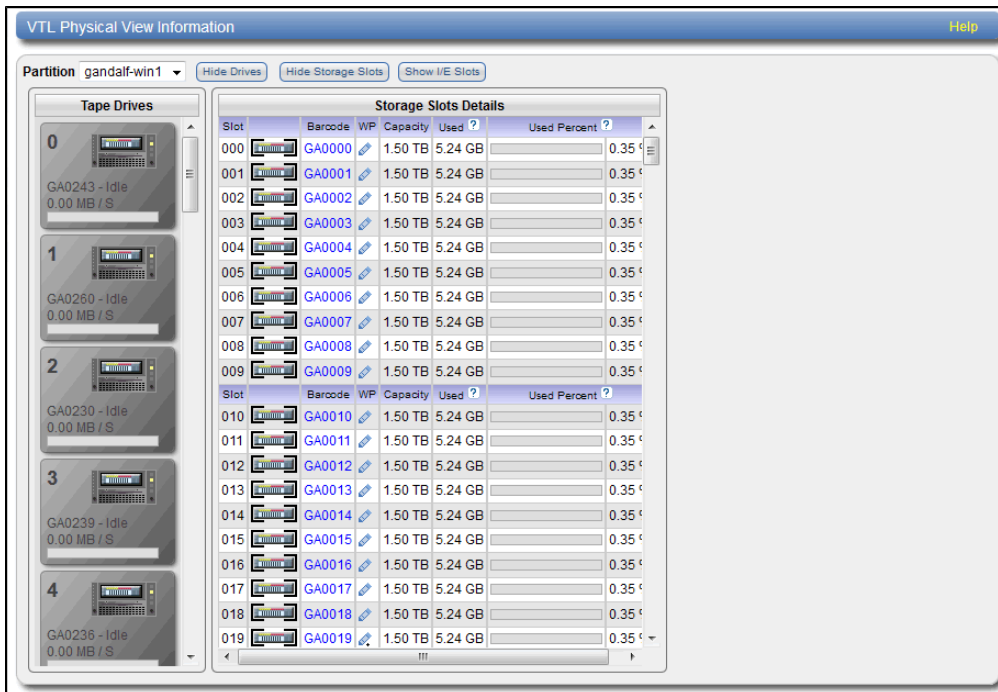 VTL Physical View Information Help
Partition gandalf-win1 Hide Drives Hide Storage Slots Show I/E Slots
Tape Drives
0
GA0243 - Idle
0.00 MB / S
1
GA0260 - Idle
0.00 MB / S
2
GA0230 - Idle
0.00 MB / S
3
GA0239 - Idle
0.00 MB / S
4
GA0236 - Idle
0.00 MB / S
Storage Slots Details
Slot Barcode WP Capacity Used ? Used Percent ?
000 GA0000 1.50 TB 5.24 GB 0.35
001 GA0001 1.50 TB 5.24 GB 0.35
002 GA0002 1.50 TB 5.24 GB 0.35
003 GA0003 1.50 TB 5.24 GB 0.35
004 GA0004 1.50 TB 5.24 GB 0.35
005 GA0005 1.50 TB 5.24 GB 0.35
006 GA0006 1.50 TB 5.24 GB 0.35
007 GA0007 1.50 TB 5.24 GB 0.35
008 GA0008 1.50 TB 5.24 GB 0.35
009 GA0009 1.50 TB 5.24 GB 0.35
Slot Barcode WP Capacity Used ? Used Percent ?
010 GA0010 1.50 TB 5.24 GB 0.35
011 GA0011 1.50 TB 5.24 GB 0.35
012 GA0012 1.50 TB 5.24 GB 0.35
013 GA0013 1.50 TB 5.24 GB 0.35
014 GA0014 1.50 TB 5.24 GB 0.35
015 GA0015 1.50 TB 5.24 GB 0.35
016 GA0016 1.50 TB 5.24 GB 0.35
017 GA0017 1.50 TB 5.24 GB 0.35
018 GA0018 1.50 TB 5.24 GB 0.35
019 GA0019 1.50 TB 5.24 GB 0.35